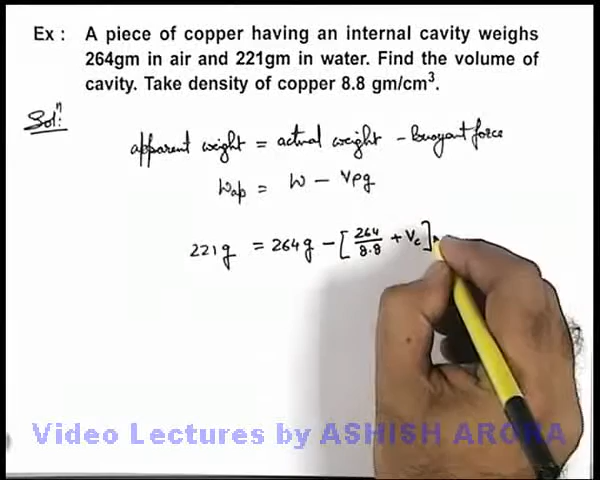 Ex : A piece of copper having an internal cavity weighs
264gm in air and 221gm in water. Find the volume of
cavity. Take density of copper 8.8 gm/cm³.
Solⁿ:
apparent weight = actual weight - Buoyant force
Wap = W - Vρg
221g = 264g - [264/8.8 + Vc]
Video Lectures by ASHISH ARORA